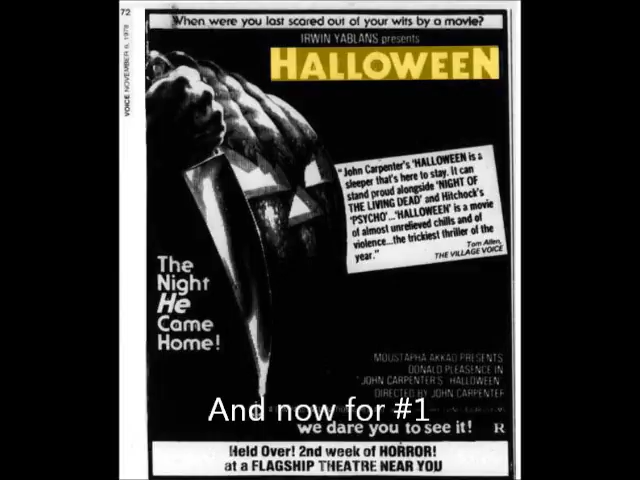 72
VOICE NOVEMBER 6, 1978
When were you last scared out of your wits by a movie?
IRWIN YABLANS presents
HALLOWEEN
"John Carpenter's 'HALLOWEEN is a
sleeper that's here to stay. It can
stand proud alongside 'NIGHT OF
THE LIVING DEAD' and Hitchock's
'PSYCHO'...'HALLOWEEN' is a movie
of almost unrelieved chills and of
violence...the trickiest thriller of the
year."
Tom Allen,
THE VILLAGE VOICE
The
Night
He
Came
Home!
MOUSTAPHA AKKAD PRESENTS
DONALD PLEASENCE IN
"JOHN CARPENTER'S HALLOWEEN"
DIRECTED BY JOHN CARPENTER
And now for #1
we dare you to see it! R
Held Over! 2nd week of HORROR!
at a FLAGSHIP THEATRE NEAR YOU